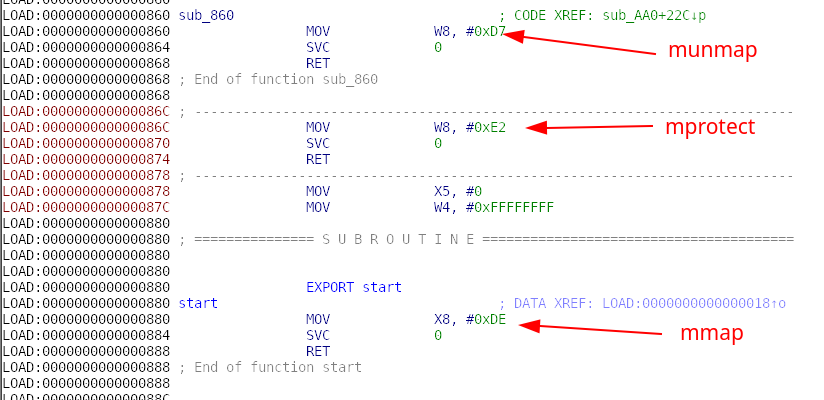 LOAD:0000000000000860 sub_860 ; CODE XREF: sub_AA0+22C↓p
LOAD:0000000000000860 MOV W8, #0xD7
munmap
LOAD:0000000000000864 SVC 0
LOAD:0000000000000868 RET
LOAD:0000000000000868 ; End of function sub_860
LOAD:0000000000000868
LOAD:000000000000086C ; ---------------------------------------------------------------------------
LOAD:000000000000086C MOV W8, #0xE2
mprotect
LOAD:0000000000000870 SVC 0
LOAD:0000000000000874 RET
LOAD:0000000000000878 ; ---------------------------------------------------------------------------
LOAD:0000000000000878 MOV X5, #0
LOAD:000000000000087C MOV W4, #0xFFFFFFFF
LOAD:0000000000000880
LOAD:0000000000000880 ; =============== S U B R O U T I N E =======================================
LOAD:0000000000000880
LOAD:0000000000000880
LOAD:0000000000000880 EXPORT start
LOAD:0000000000000880 start ; DATA XREF: LOAD:0000000000000018↑o
LOAD:0000000000000880 MOV X8, #0xDE
mmap
LOAD:0000000000000884 SVC 0
LOAD:0000000000000888 RET
LOAD:0000000000000888 ; End of function start
LOAD:0000000000000888